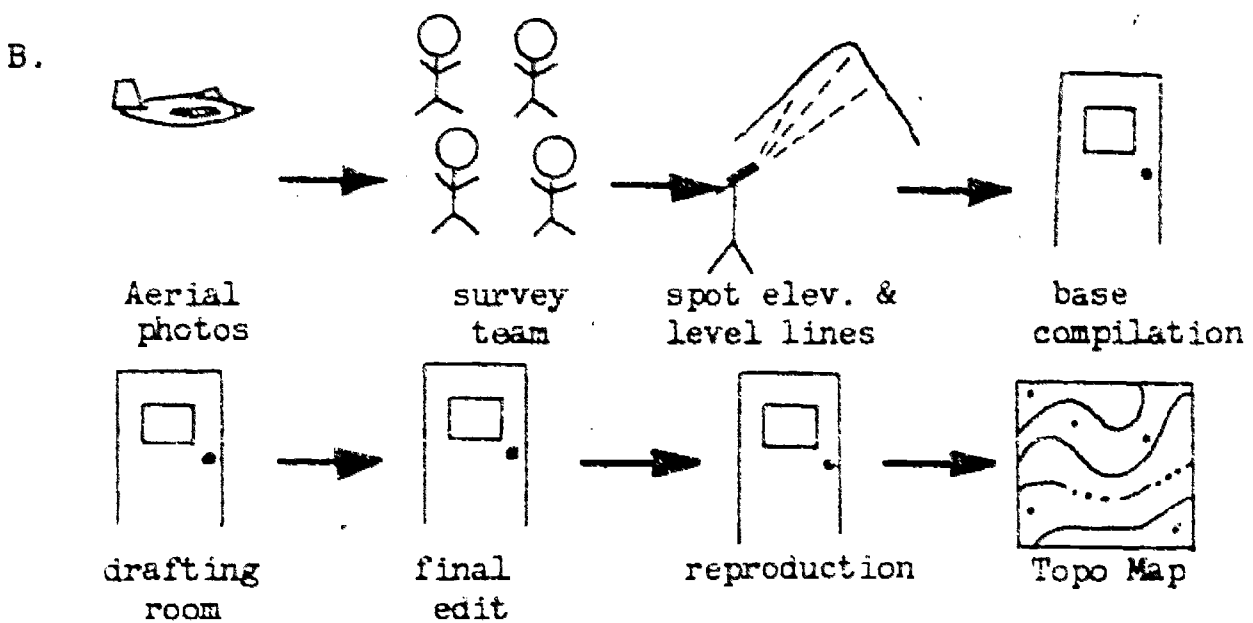 B.
Aerial photos
survey team
spot elev. & level lines
base compilation
drafting room
final edit
reproduction
Topo Map